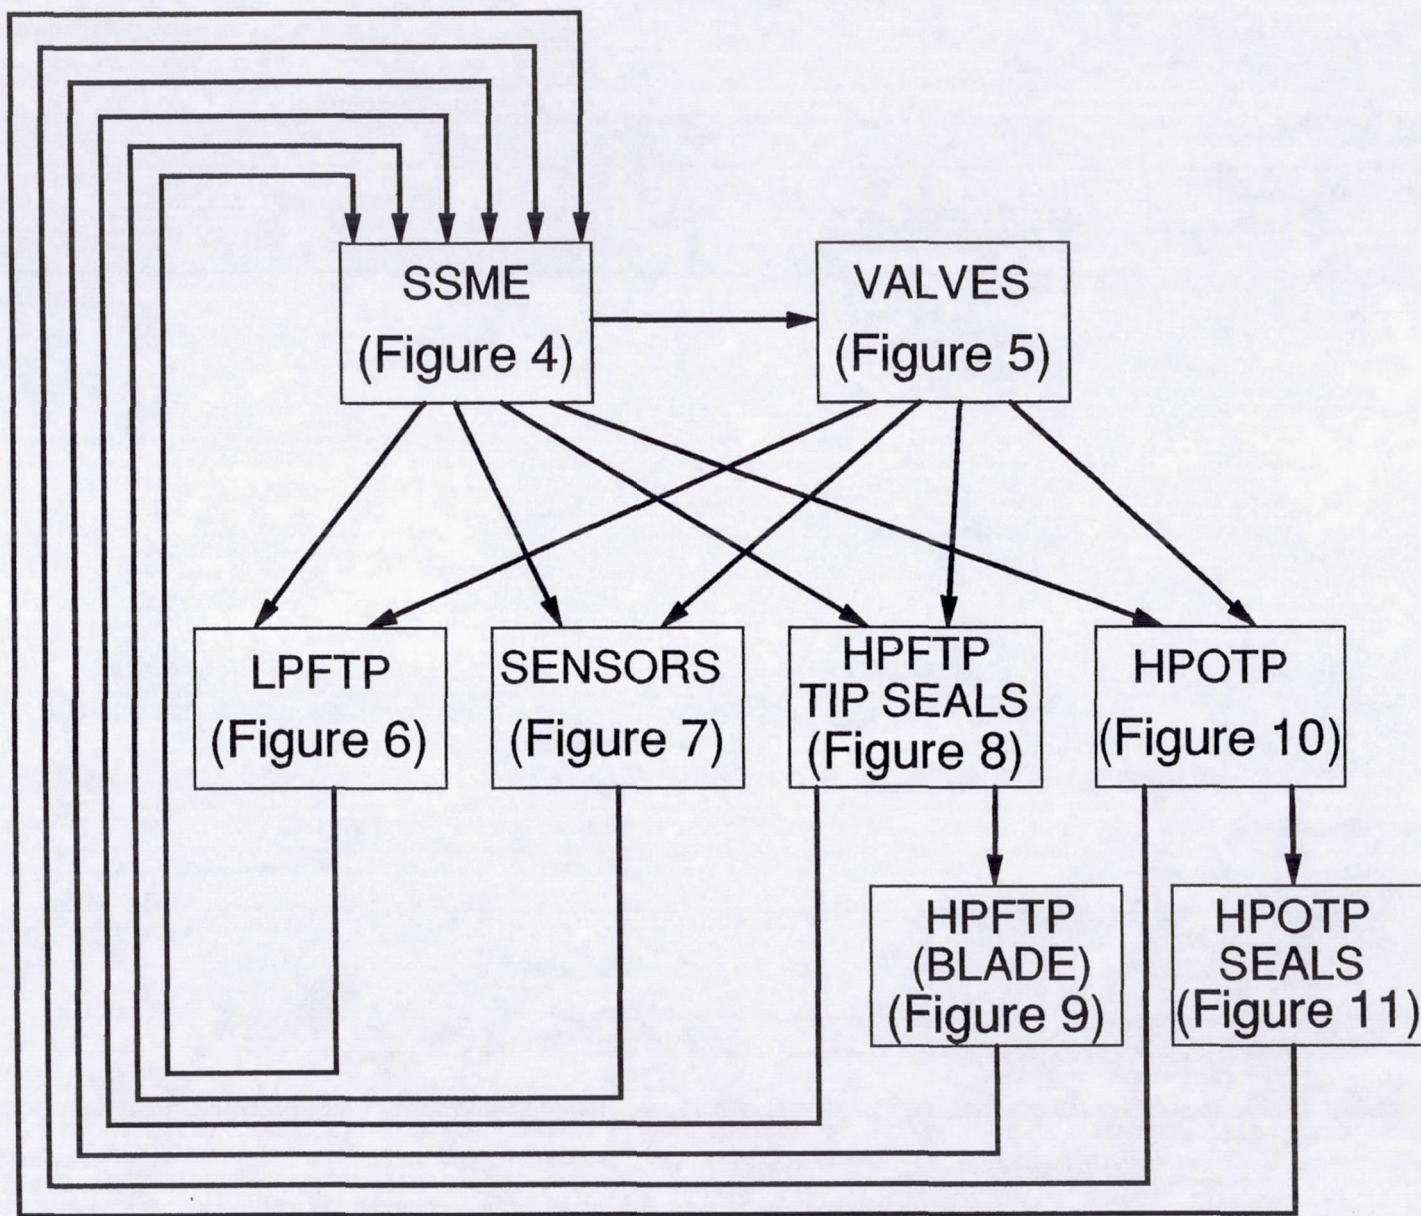 SSME
(Figure 4)
VALVES
(Figure 5)
LPFTP
(Figure 6)
SENSORS
(Figure 7)
HPFTP
TIP SEALS
(Figure 8)
HPOTP
(Figure 10)
HPFTP
(BLADE)
(Figure 9)
HPOTP
SEALS
(Figure 11)